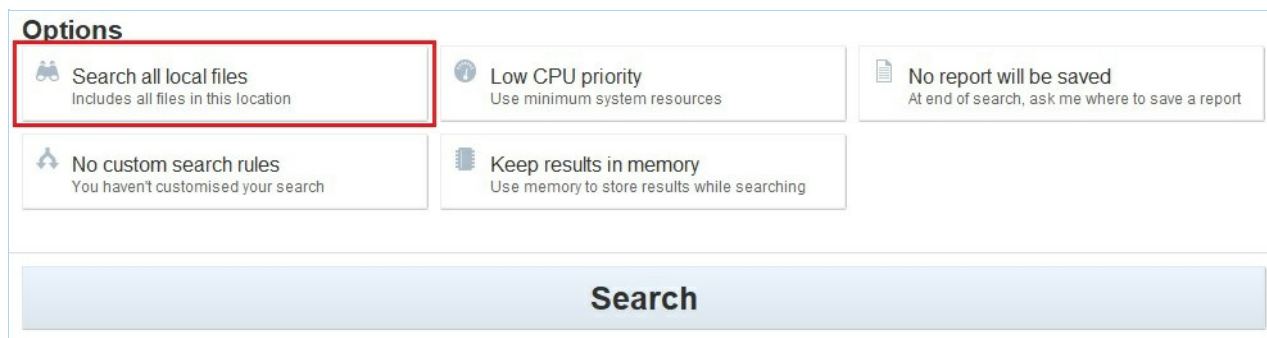 Options
Search all local files
Includes all files in this location
Low CPU priority
Use minimum system resources
No report will be saved
At end of search, ask me where to save a report
No custom search rules
You haven't customised your search
Keep results in memory
Use memory to store results while searching
Search